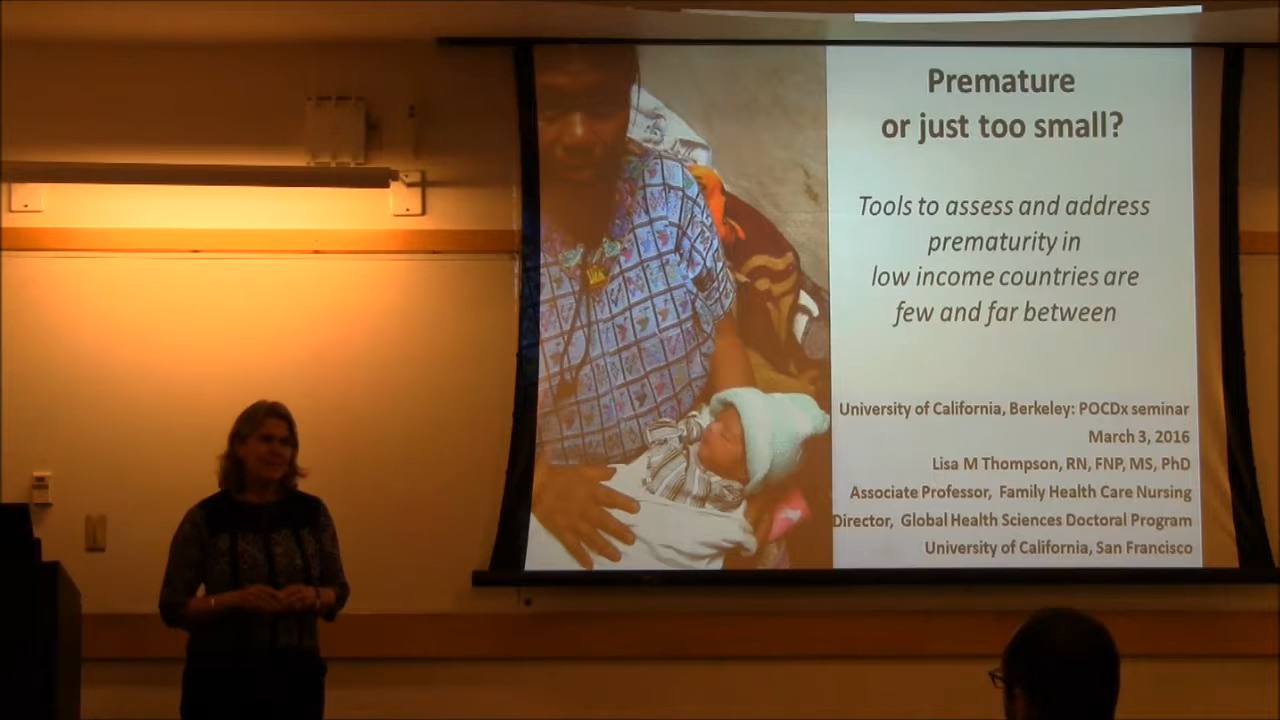 Premature
or just too small?
Tools to assess and address
prematurity in
low income countries are
few and far between
University of California, Berkeley: POCDx seminar
March 3, 2016
Lisa M Thompson, RN, FNP, MS, PhD
Associate Professor, Family Health Care Nursing
Director, Global Health Sciences Doctoral Program
University of California, San Francisco